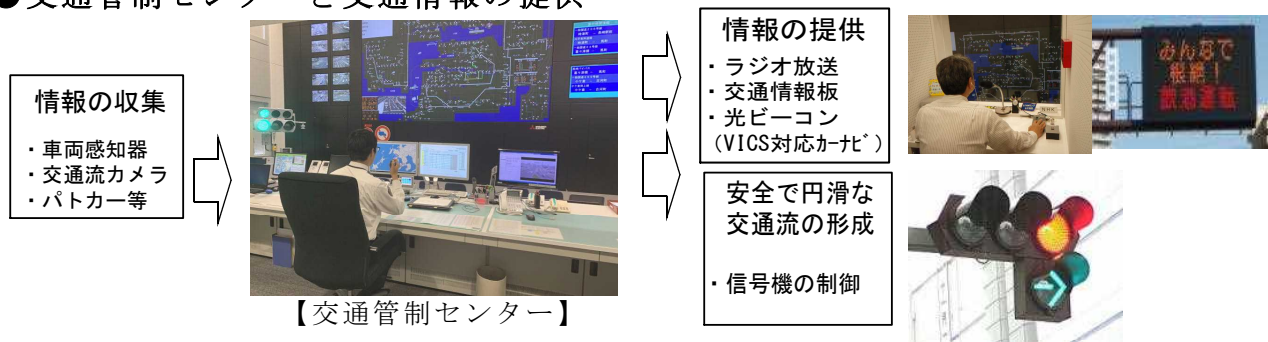 ●交通管制センターと交通情報の提供
情報の収集
・車両感知器
・交通流カメラ
・パトカー等
【交通管制センター】
情報の提供
・ラジオ放送
・交通情報板
・光ビーコン
(VICS対応ｶｰﾅﾋﾞ)
みんなで
根絶！
安全で円滑な
交通流の形成
・信号機の制御